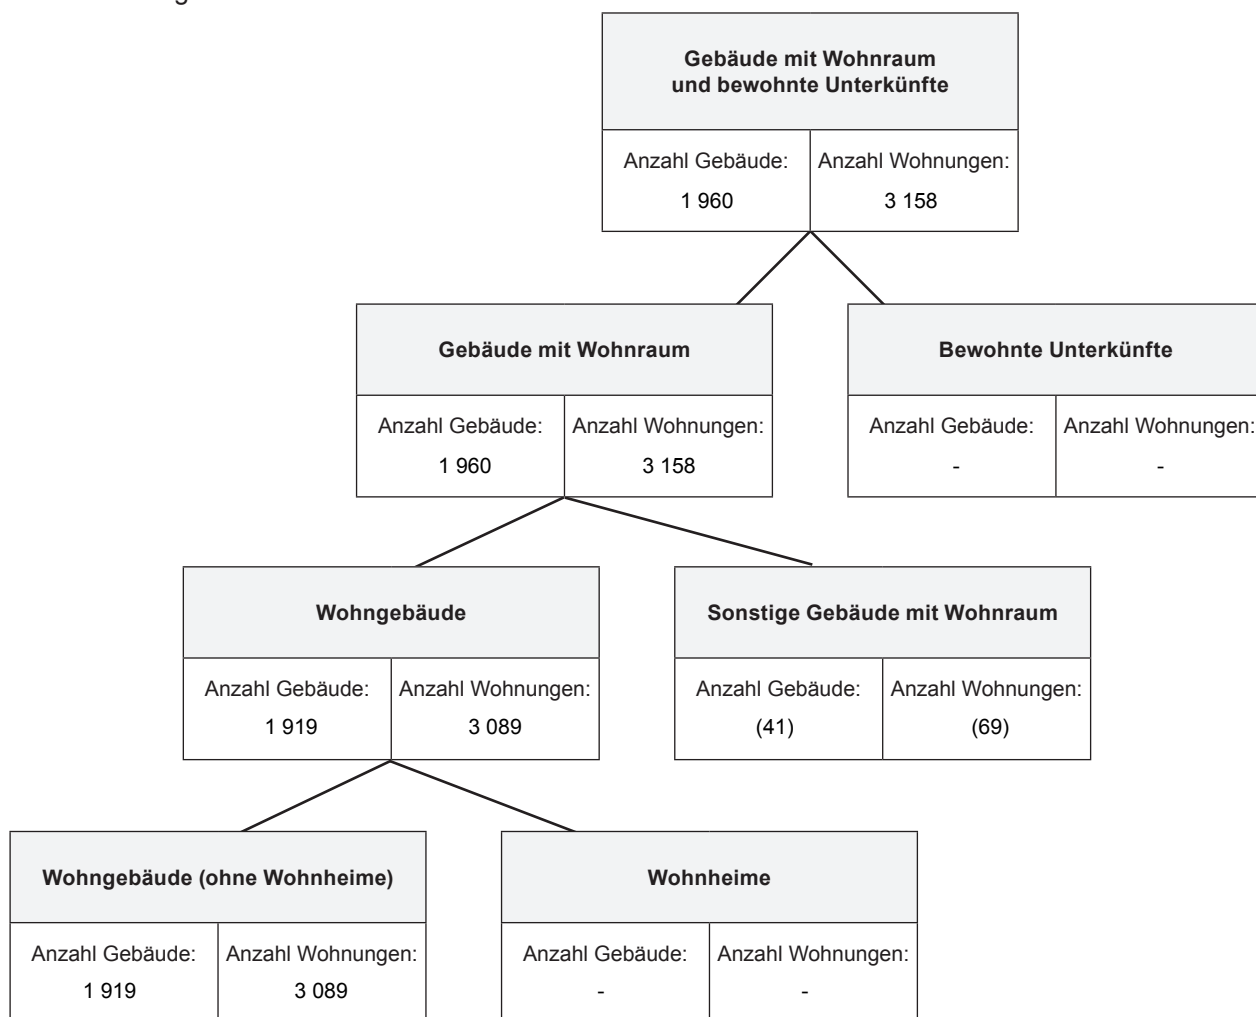 Gebäude mit Wohnraum
und bewohnte Unterkünfte
Anzahl Gebäude: Anzahl Wohnungen:
1 960 3 158
Gebäude mit Wohnraum Bewohnte Unterkünfte
Anzahl Gebäude: Anzahl Wohnungen: Anzahl Gebäude: Anzahl Wohnungen:
1 960 3 158 - -
Wohngebäude Sonstige Gebäude mit Wohnraum
Anzahl Gebäude: Anzahl Wohnungen: Anzahl Gebäude: Anzahl Wohnungen:
1 919 3 089 (41) (69)
Wohngebäude (ohne Wohnheime) Wohnheime
Anzahl Gebäude: Anzahl Wohnungen: Anzahl Gebäude: Anzahl Wohnungen:
1 919 3 089 - -